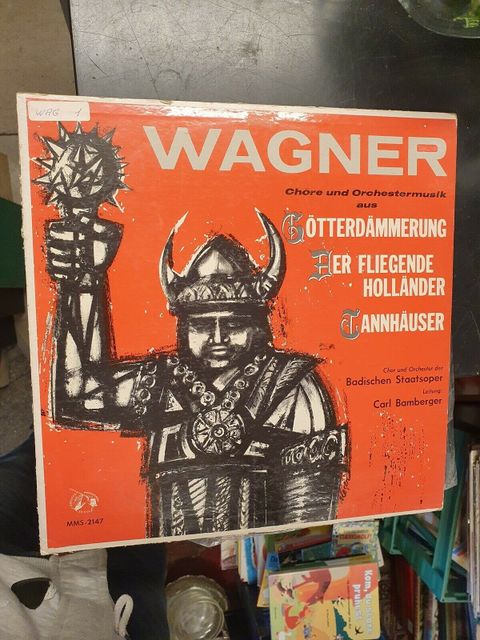 WAG 1
WAGNER
Chöre und Orchestermusik
aus
GÖTTERDÄMMERUNG
DER FLIEGENDE
HOLLÄNDER
TANNHÄUSER
Chor und Orchester der
Badischen Staatsoper
Leitung
Carl Bamberger
MMS-2147